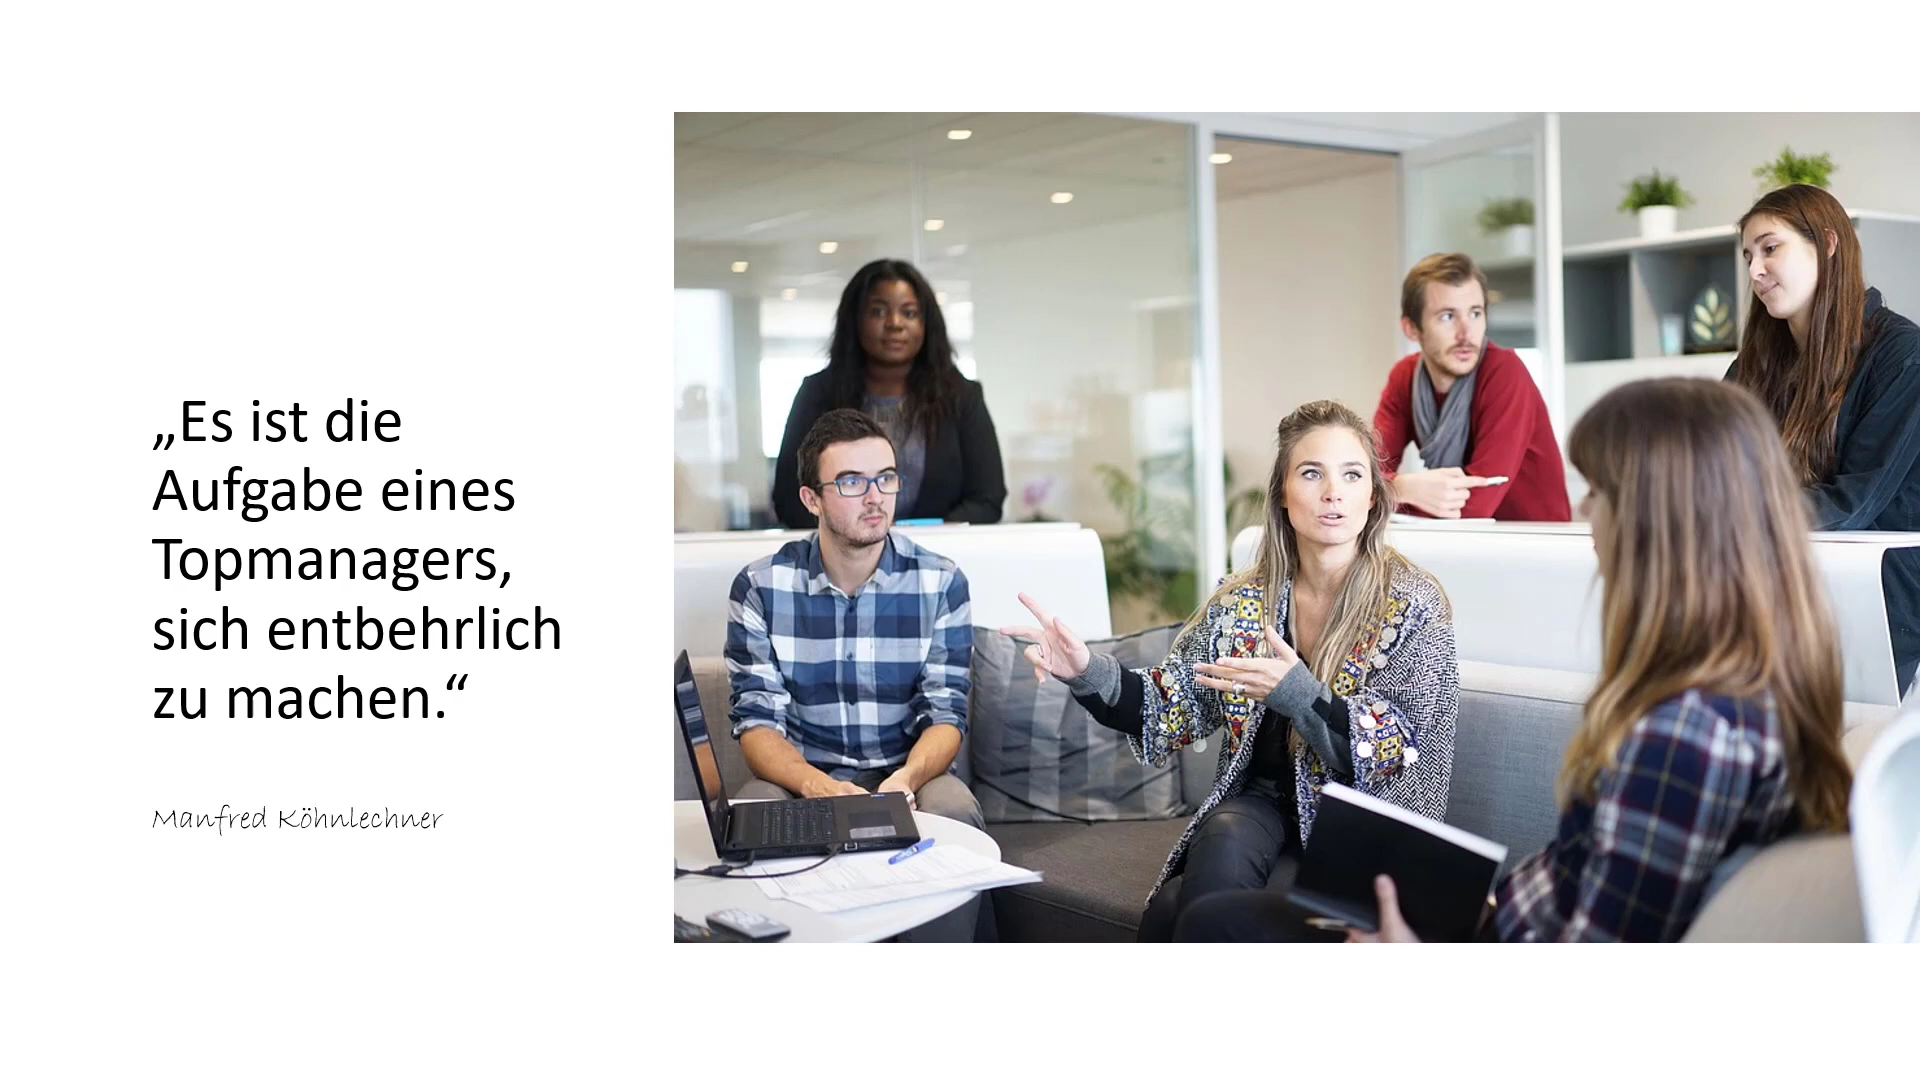 „Es ist die
Aufgabe eines
Topmanagers,
sich entbehrlich
zu machen.“
Manfred Köhnlechner